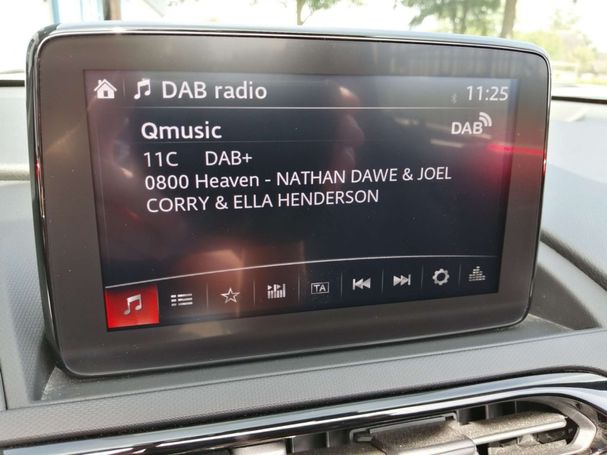 DAB radio 11:25
Qmusic DAB
11C DAB+
0800 Heaven - NATHAN DAWE & JOEL
CORRY & ELLA HENDERSON
TA